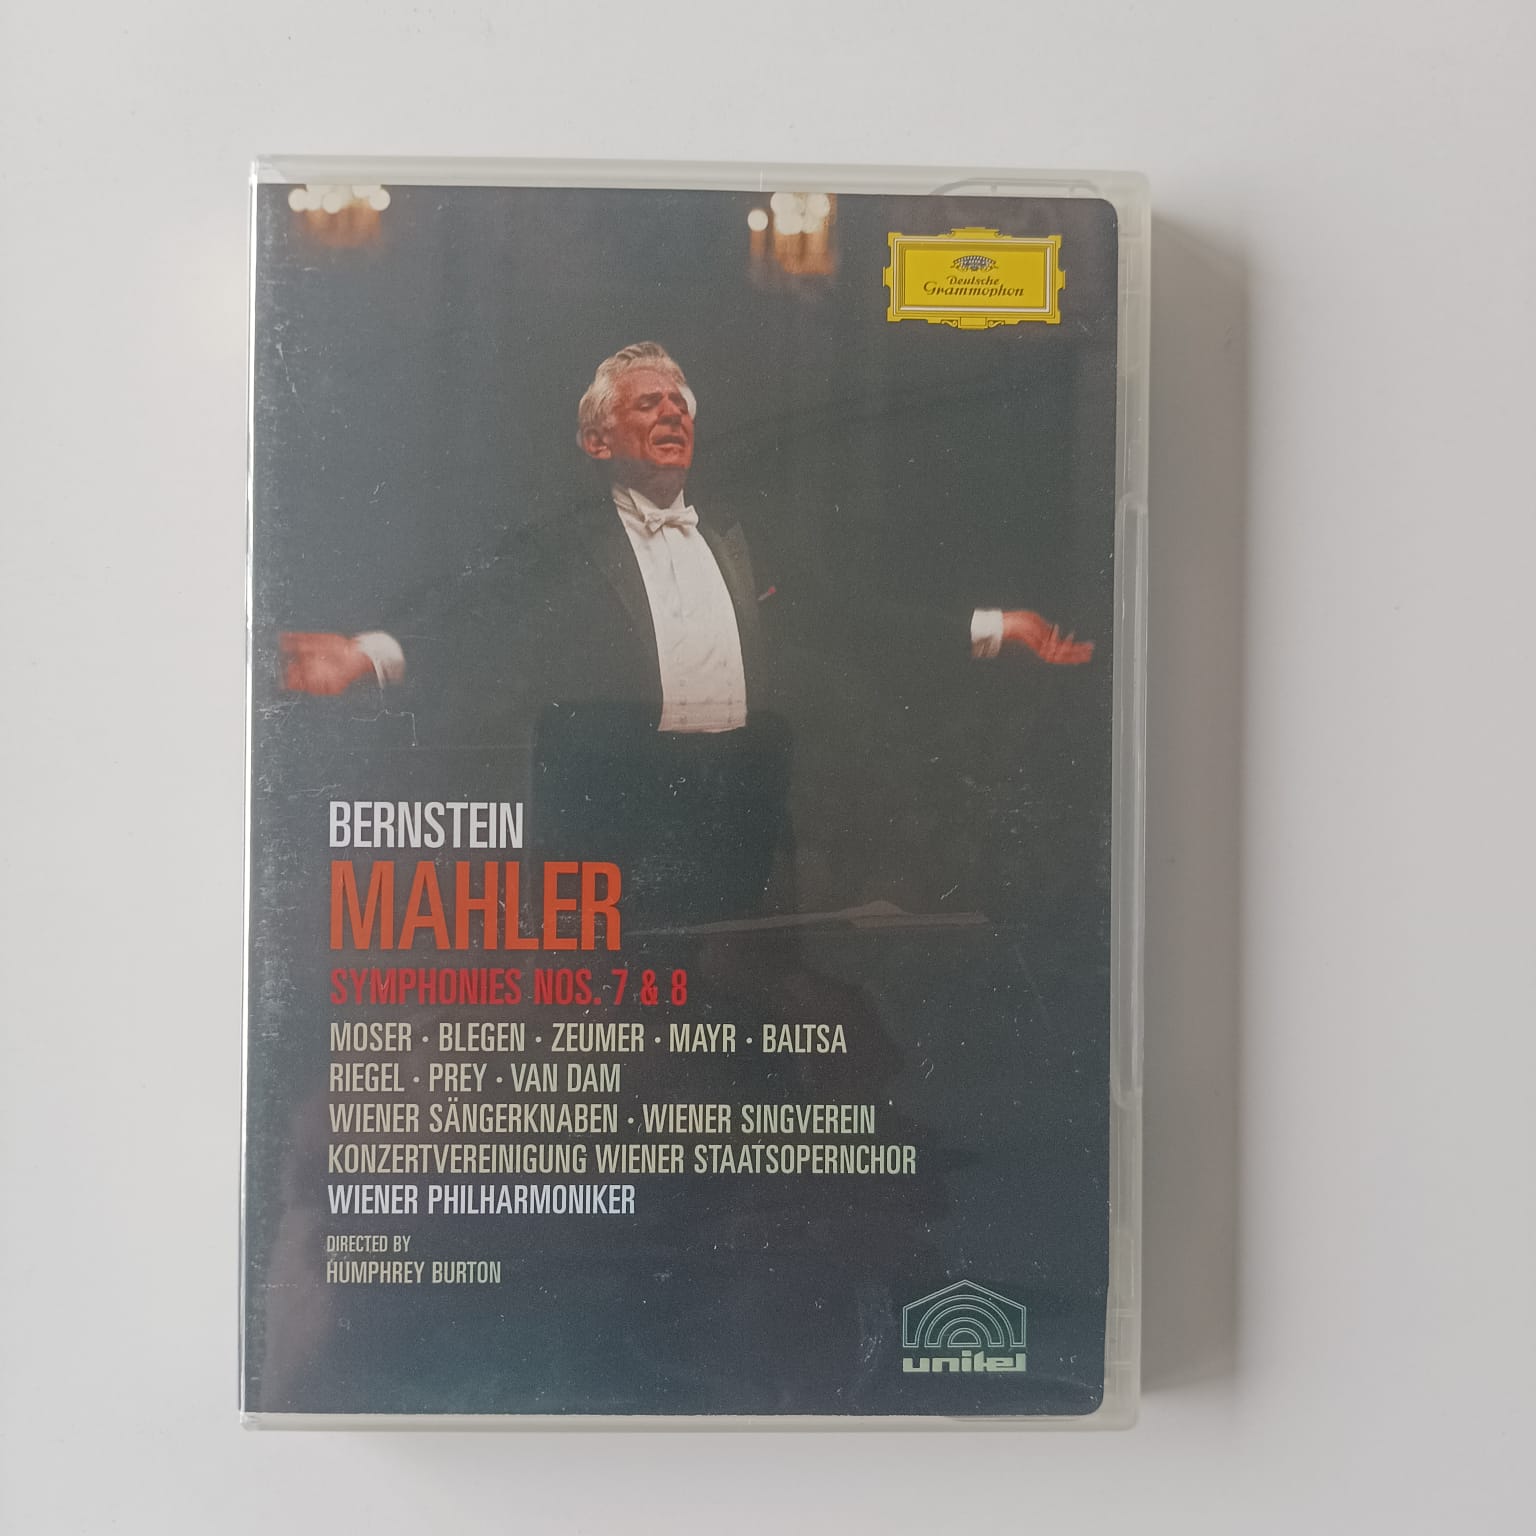 Deutsche
Grammophon
BERNSTEIN
MAHLER
SYMPHONIES NOS. 7 & 8
MOSER · BLEGEN · ZEUMER · MAYR · BALTSA
RIEGEL · PREY · VAN DAM
WIENER SÄNGERKNABEN · WIENER SINGVEREIN
KONZERTVEREINIGUNG WIENER STAATSOPERNCHOR
WIENER PHILHARMONIKER
DIRECTED BY
HUMPHREY BURTON
unitel